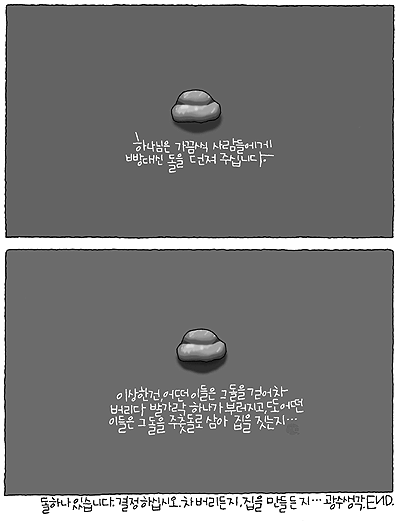 하나님은 가끔씩 사람들에게
빵대신 돌을 던져 주십니다.
이상한건, 어떤 이들은 그 돌을 걷어차
버리다 발가락 하나가 부러지고, 또 어떤
이들은 그 돌을 주춧돌로 삼아 집을 짓는지…
돌하나 있습니다. 결정하십시오. 차 버리든지, 집을 만들든지… 광수생각. END.